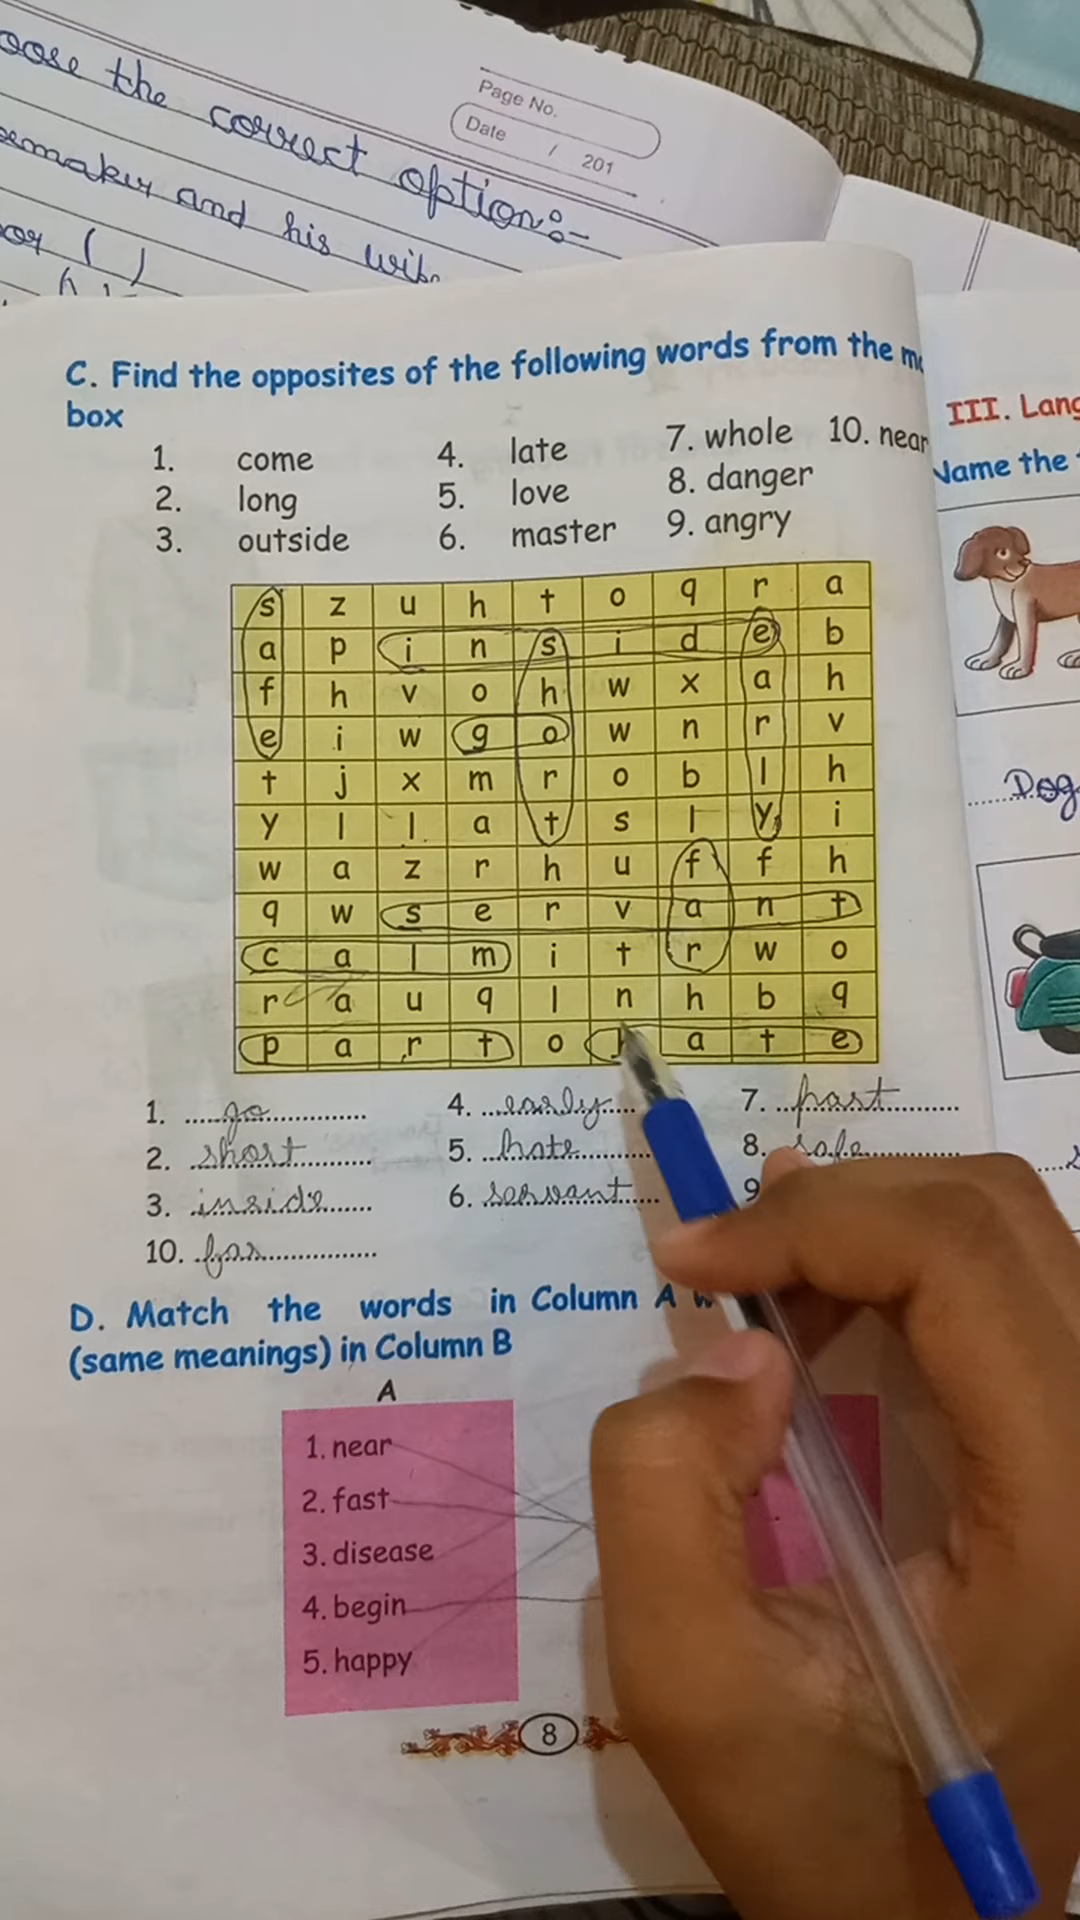 the correct option:-
and his
Page No.
Date / 201
C. Find the opposites of the following words from the
box
1. come 4. late 7. whole 10. near
2. long 5. love 8. danger
3. outside 6. master 9. angry
III.
Name the
s z u h t o q r a
a p i n s i d e b
f h v o h w x a h
e i w g o w n r v
t j x m r o b l h
y l l a t s l y i
w a z r h u f f h
q w s e r v a n t
c a l m i t r w o
r a u q l n h b q
p a r t o h a t e
Dog
1. go 4. early 7. part
2. short 5. hate 8. safe
3. inside 6. servant 9
10. far
D. Match the words in Column A
(same meanings) in Column B
A
1. near
2. fast
3. disease
4. begin
5. happy
8